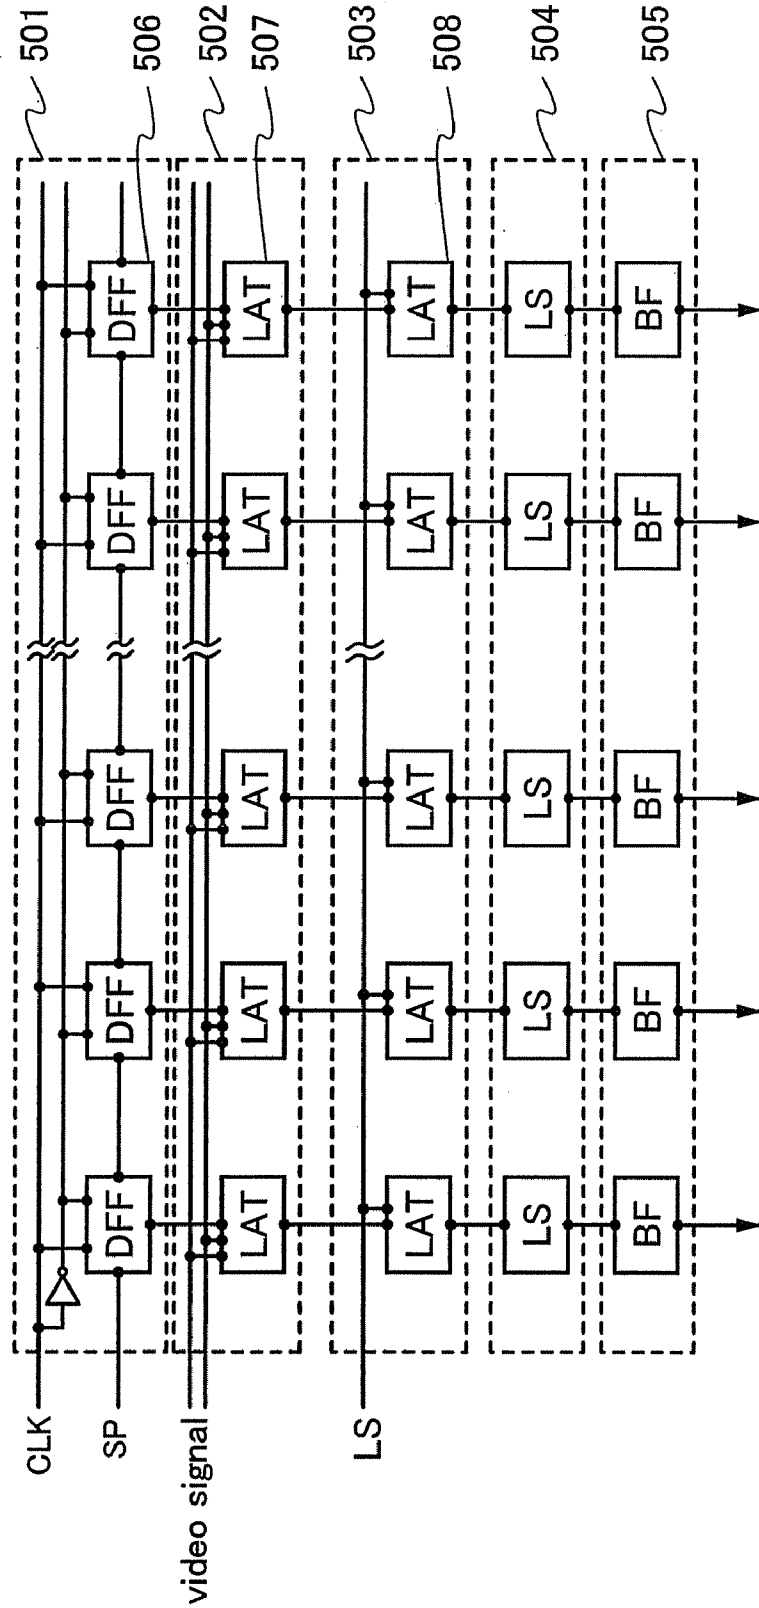 501
506
502
507
503
508
504
505
CLK
SP
video signal
LS
DFF DFF DFF DFF DFF
LAT LAT LAT LAT LAT
LAT LAT LAT LAT LAT
LS LS LS LS LS
BF BF BF BF BF